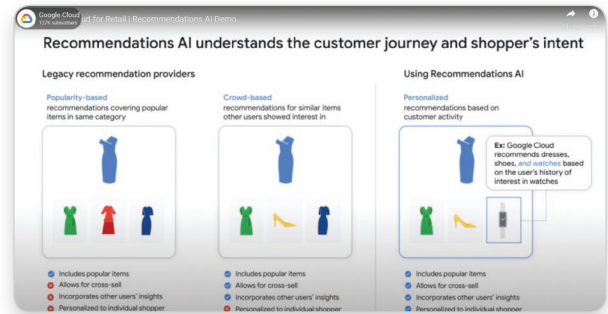 Google Cloud
127K subscribers
ud for Retail | Recommendations AI Demo
Recommendations AI understands the customer journey and shopper's intent
Legacy recommendation providers
Popularity-based
recommendations covering popular
items in same category
Includes popular items
Allows for cross-sell
Incorporates other users' insights
Personalized to individual shopper
Crowd-based
recommendations for similar items
other users showed interest in
Includes popular items
Allows for cross-sell
Incorporates other users' insights
Personalized to individual shopper
Using Recommendations AI
Personalized
recommendations based on
customer activity
Ex: Google Cloud
recommends dresses,
shoes, and watches based
on the user's history of
interest in watches
Includes popular items
Allows for cross-sell
Incorporates other users' insights
Personalized to individual shopper